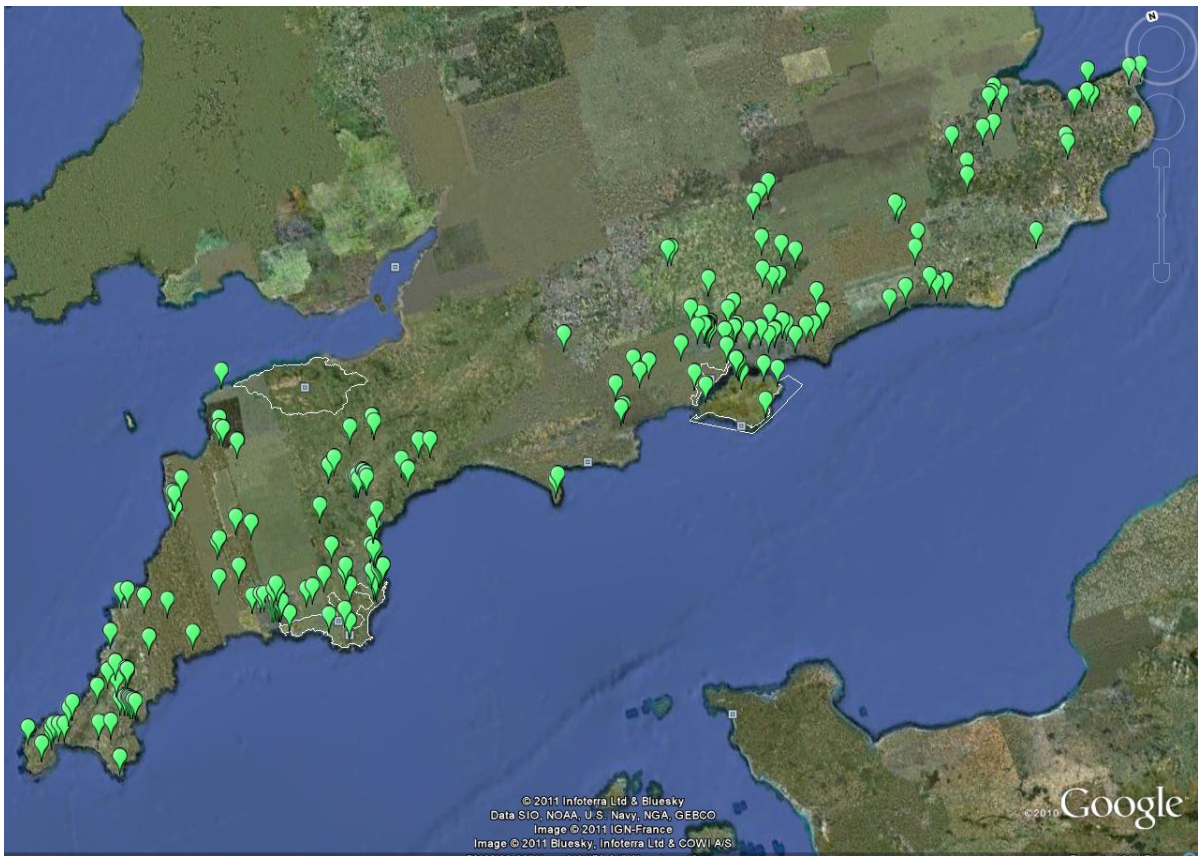 N
© 2011 Infoterra Ltd & Bluesky
Data SIO, NOAA, U.S. Navy, NGA, GEBCO
Image © 2011 IGN-France
Image © 2011 Bluesky, Infoterra Ltd & COWI A/S
©2010 Google